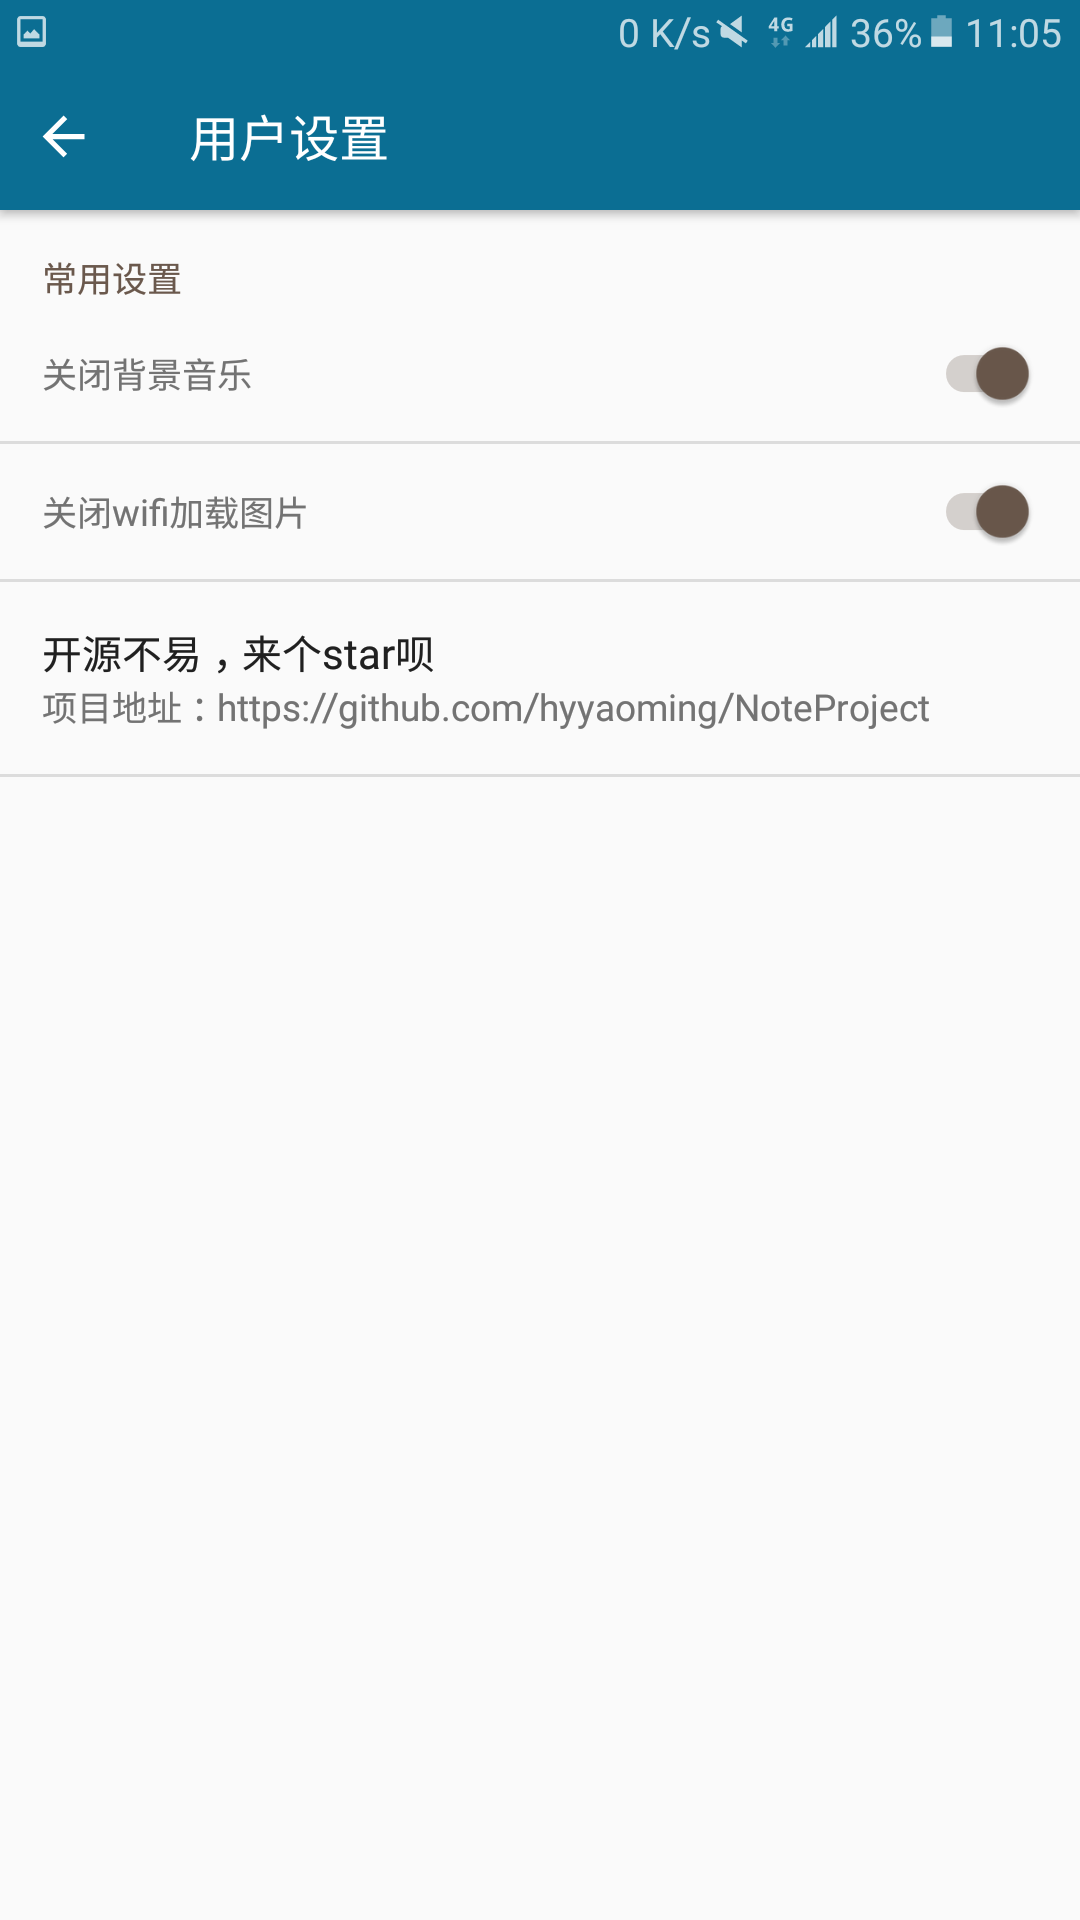 0 K/s 4G 36% 11:05
用户设置
常用设置
关闭背景音乐
关闭wifi加载图片
开源不易，来个star呗
项目地址：https://github.com/hyyaoming/NoteProject